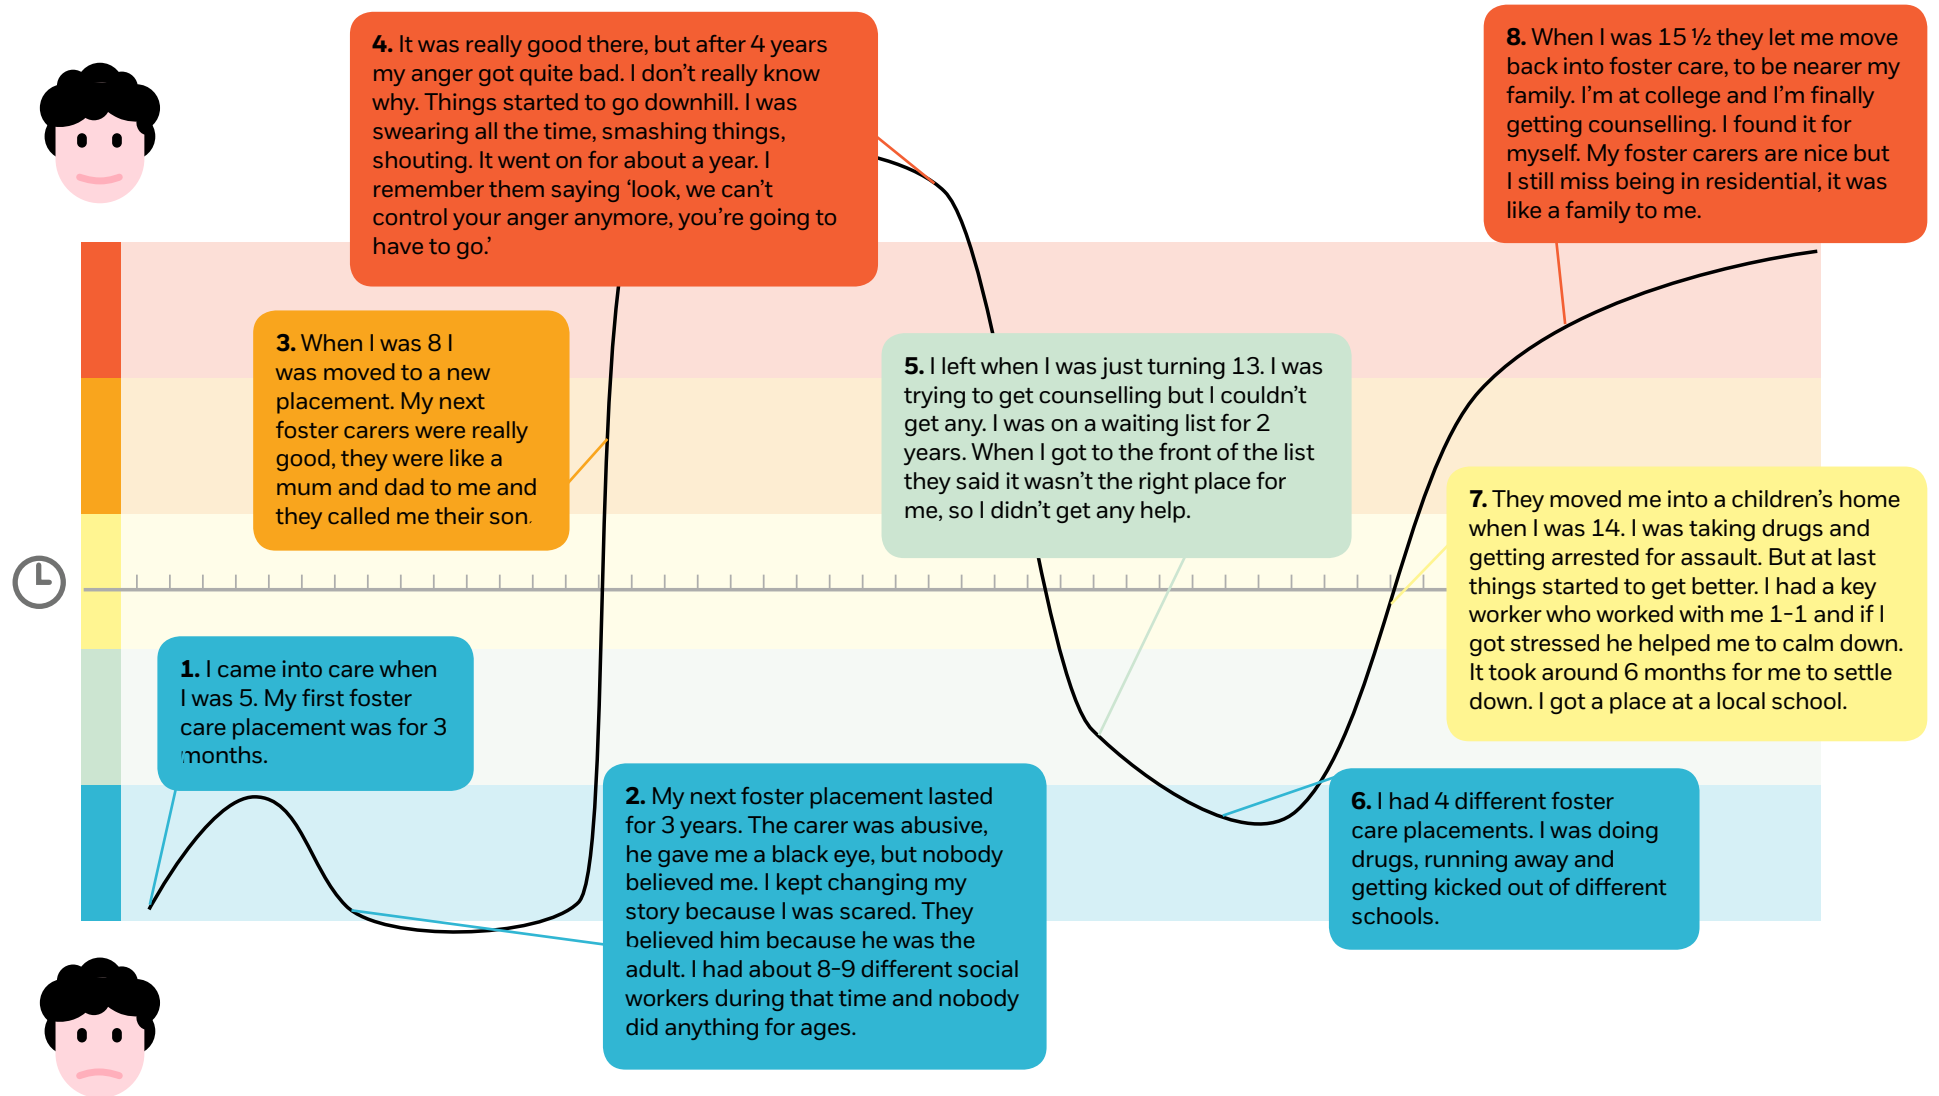 1. I came into care when
I was 5. My first foster
care placement was for 3
months.
2. My next foster placement lasted
for 3 years. The carer was abusive,
he gave me a black eye, but nobody
believed me. I kept changing my
story because I was scared. They
believed him because he was the
adult. I had about 8-9 different social
workers during that time and nobody
did anything for ages.
3. When I was 8 I
was moved to a new
placement. My next
foster carers were really
good, they were like a
mum and dad to me and
they called me their son.
4. It was really good there, but after 4 years
my anger got quite bad. I don’t really know
why. Things started to go downhill. I was
swearing all the time, smashing things,
shouting. It went on for about a year. I
remember them saying ‘look, we can’t
control your anger anymore, you’re going to
have to go.’
5. I left when I was just turning 13. I was
trying to get counselling but I couldn’t
get any. I was on a waiting list for 2
years. When I got to the front of the list
they said it wasn’t the right place for
me, so I didn’t get any help.
6. I had 4 different foster
care placements. I was doing
drugs, running away and
getting kicked out of different
schools.
7. They moved me into a children’s home
when I was 14. I was taking drugs and
getting arrested for assault. But at last
things started to get better. I had a key
worker who worked with me 1-1 and if I
got stressed he helped me to calm down.
It took around 6 months for me to settle
down. I got a place at a local school.
8. When I was 15 ½ they let me move
back into foster care, to be nearer my
family. I’m at college and I’m finally
getting counselling. I found it for
myself. My foster carers are nice but
I still miss being in residential, it was
like a family to me.